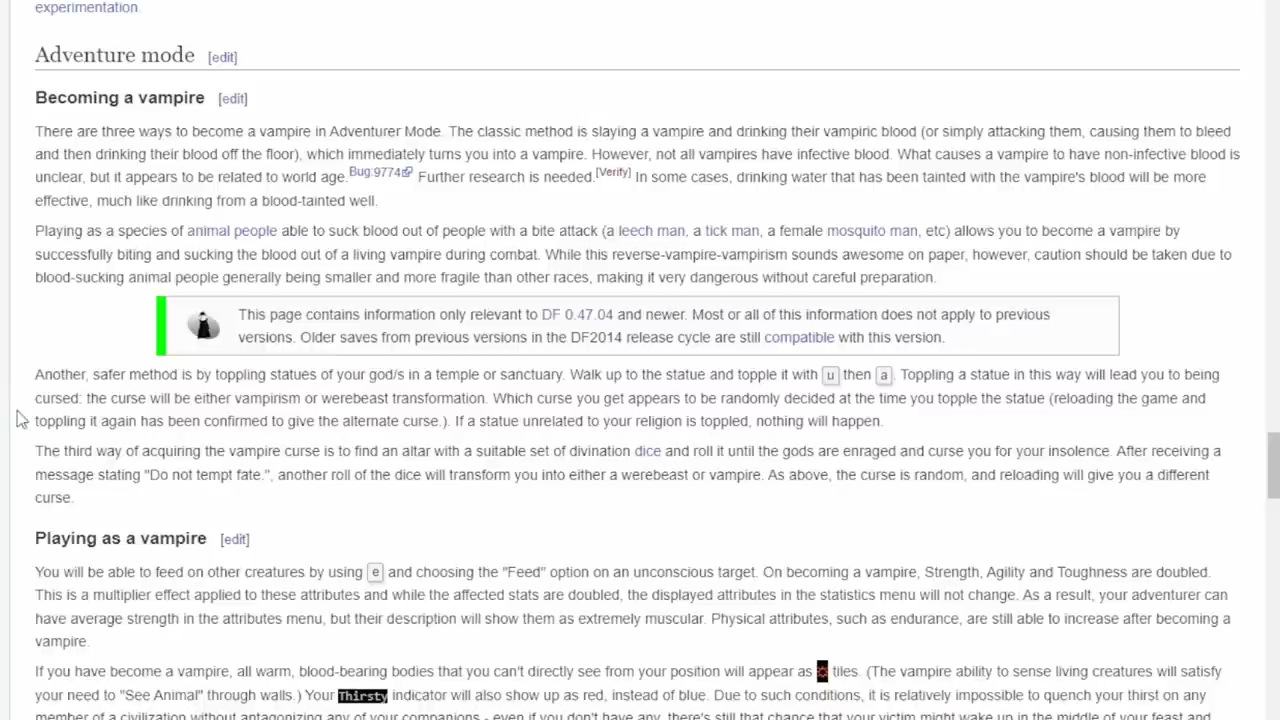 experimentation.
Adventure mode [edit]
Becoming a vampire [edit]
There are three ways to become a vampire in Adventurer Mode. The classic method is slaying a vampire and drinking their vampiric blood (or simply attacking them, causing them to bleed
and then drinking their blood off the floor), which immediately turns you into a vampire. However, not all vampires have infective blood. What causes a vampire to have non-infective blood is
unclear, but it appears to be related to world age.Bug:9774 Further research is needed.[Verify] In some cases, drinking water that has been tainted with the vampire's blood will be more
effective, much like drinking from a blood-tainted well.
Playing as a species of animal people able to suck blood out of people with a bite attack (a leech man, a tick man, a female mosquito man, etc) allows you to become a vampire by
successfully biting and sucking the blood out of a living vampire during combat. While this reverse-vampire-vampirism sounds awesome on paper, however, caution should be taken due to
blood-sucking animal people generally being smaller and more fragile than other races, making it very dangerous without careful preparation.
This page contains information only relevant to DF 0.47.04 and newer. Most or all of this information does not apply to previous
versions. Older saves from previous versions in the DF2014 release cycle are still compatible with this version.
Another, safer method is by toppling statues of your god/s in a temple or sanctuary. Walk up to the statue and topple it with u then a. Toppling a statue in this way will lead you to being
cursed: the curse will be either vampirism or werebeast transformation. Which curse you get appears to be randomly decided at the time you topple the statue (reloading the game and
toppling it again has been confirmed to give the alternate curse.). If a statue unrelated to your religion is toppled, nothing will happen.
The third way of acquiring the vampire curse is to find an altar with a suitable set of divination dice and roll it until the gods are enraged and curse you for your insolence. After receiving a
message stating "Do not tempt fate.", another roll of the dice will transform you into either a werebeast or vampire. As above, the curse is random, and reloading will give you a different
curse.
Playing as a vampire [edit]
You will be able to feed on other creatures by using e and choosing the "Feed" option on an unconscious target. On becoming a vampire, Strength, Agility and Toughness are doubled.
This is a multiplier effect applied to these attributes and while the affected stats are doubled, the displayed attributes in the statistics menu will not change. As a result, your adventurer can
have average strength in the attributes menu, but their description will show them as extremely muscular. Physical attributes, such as endurance, are still able to increase after becoming a
vampire.
If you have become a vampire, all warm, blood-bearing bodies that you can't directly see from your position will appear as ☼ tiles. (The vampire ability to sense living creatures will satisfy
your need to "See Animal" through walls.) Your Thirsty indicator will also show up as red, instead of blue. Due to such conditions, it is relatively impossible to quench your thirst on any
member of a civilization without antagonizing any of your companions - even if you don't have any, there's still that chance that your victim might wake up in the middle of your feast and